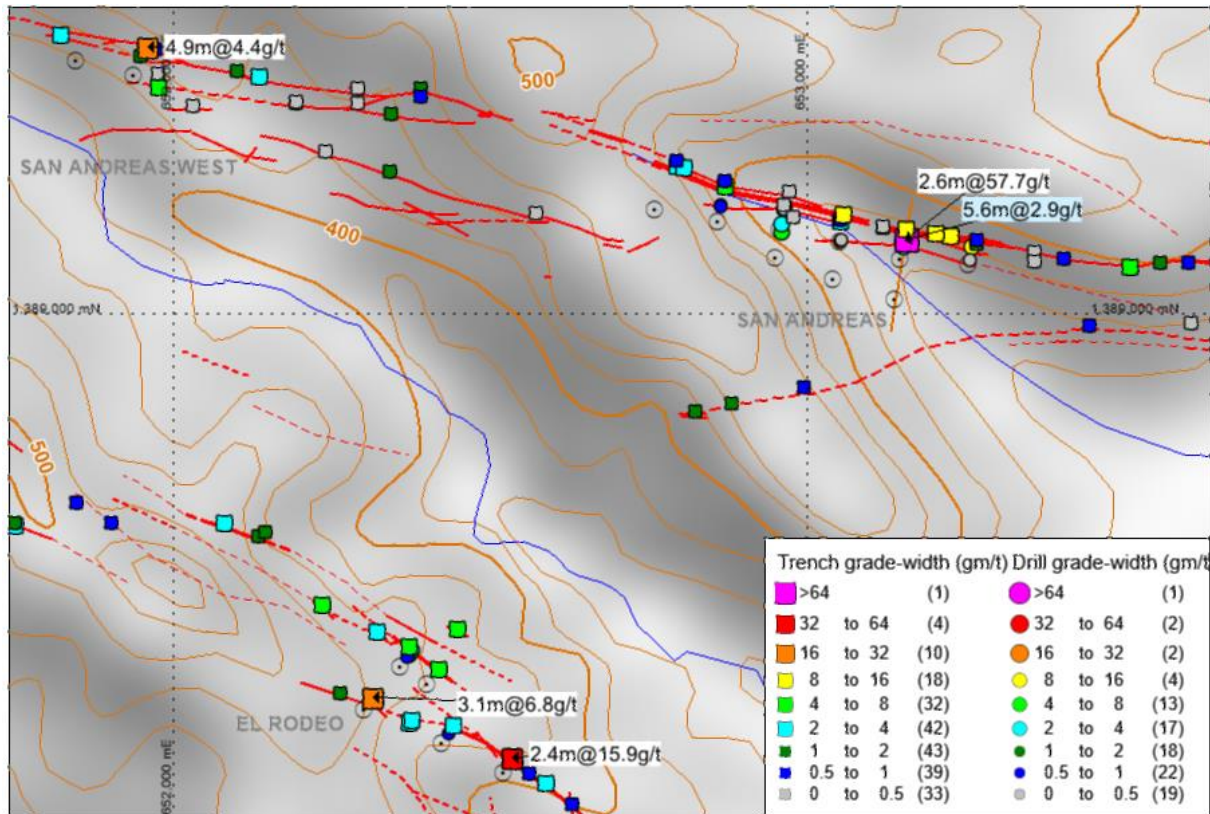 4.9m@4.4g/t
500
653,000 mE
SAN ANDREAS WEST
2.6m@57.7g/t
5.6m@2.9g/t
400
1,389,000 mN
SAN ANDREAS
1,389,000 mN
500
3.1m@6.8g/t
EL RODEO
2.4m@15.9g/t
652,000 mE
Trench grade-width (gm/t) Drill grade-width (gm/t)
>64 (1) >64 (1)
32 to 64 (4) 32 to 64 (2)
16 to 32 (10) 16 to 32 (2)
8 to 16 (18) 8 to 16 (4)
4 to 8 (32) 4 to 8 (13)
2 to 4 (42) 2 to 4 (17)
1 to 2 (43) 1 to 2 (18)
0.5 to 1 (39) 0.5 to 1 (22)
0 to 0.5 (33) 0 to 0.5 (19)